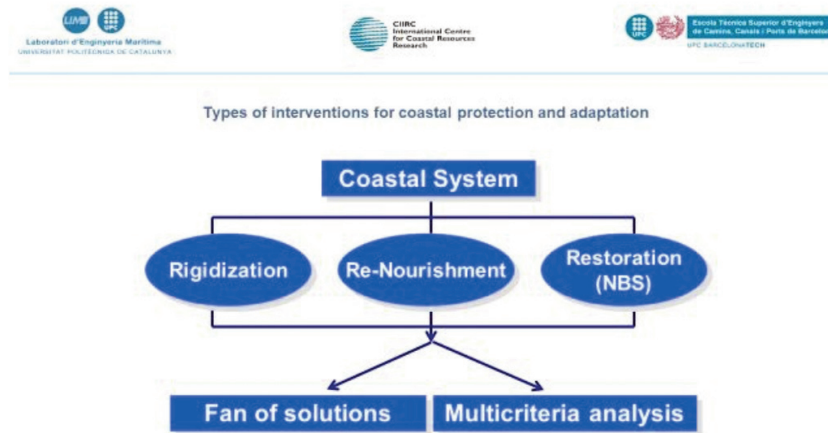 LIM UPC
Laboratori d'Enginyeria Marítima
UNIVERSITAT POLITÈCNICA DE CATALUNYA
CIIRC
International Centre
for Coastal Resources
Research
UPC
Escola Tècnica Superior d'Enginyers
de Camins, Canals i Ports de Barcelona
UPC BARCELONATECH
Types of interventions for coastal protection and adaptation
Coastal System
Rigidization
Re-Nourishment
Restoration
(NBS)
Fan of solutions
Multicriteria analysis